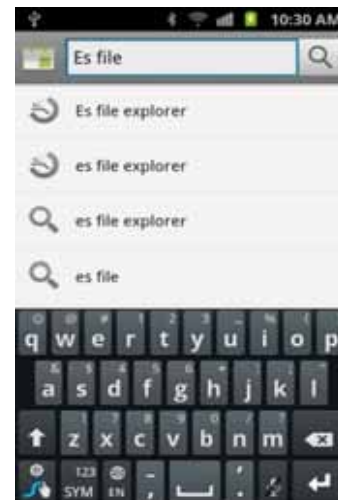 10:30 AM
Es file
Es file explorer
es file explorer
es file explorer
es file
q w e r t y u i o p
a s d f g h j k l
z x c v b n m
123
SYM EN , .